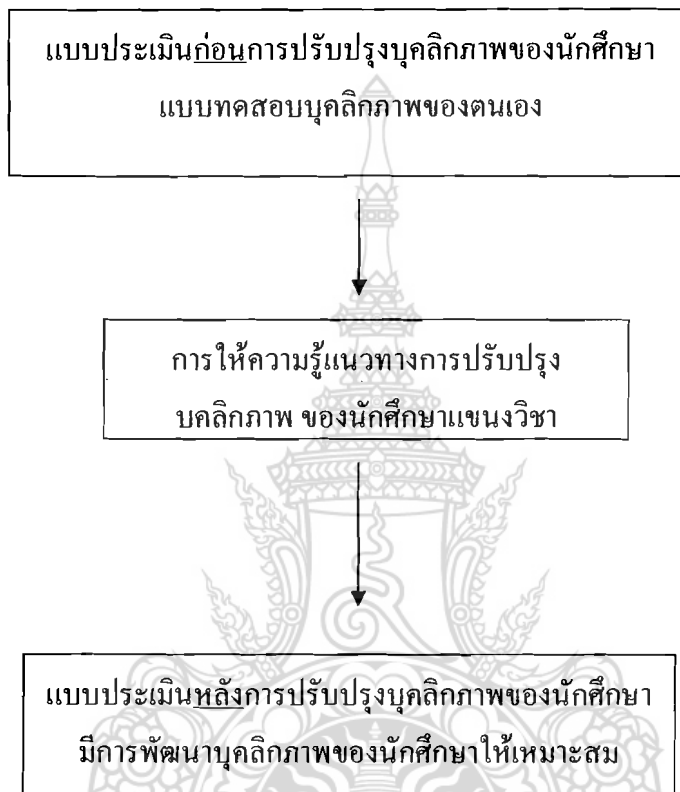 แบบประเมินก่อนการปรับปรุงบุคลิกภาพของนักศึกษา
แบบทดสอบบุคลิกภาพของตนเอง
การให้ความรู้แนวทางการปรับปรุง
บุคลิกภาพ ของนักศึกษาแขนงวิชา
แบบประเมินหลังการปรับปรุงบุคลิกภาพของนักศึกษา
มีการพัฒนาบุคลิกภาพของนักศึกษาให้เหมาะสม